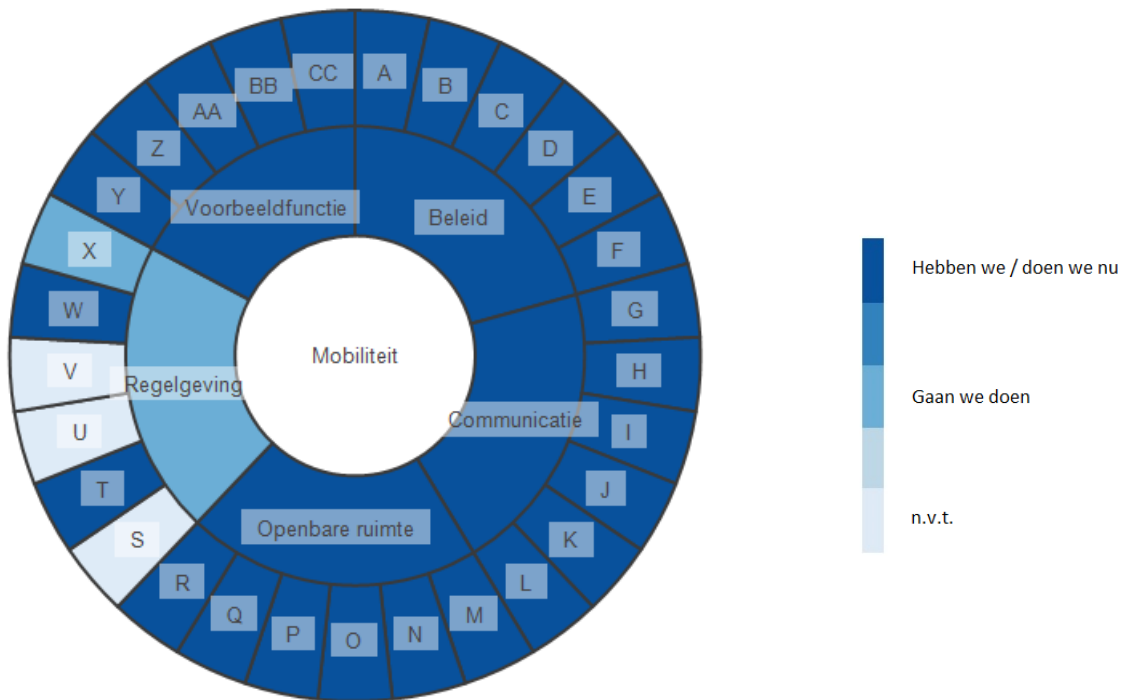 CC
A
BB
B
AA
C
Z
D
Y
E
Voorbeeldfunctie
Beleid
X
F
W
G
Mobiliteit
V
H
Regelgeving
U
Communicatie
I
T
J
S
Openbare ruimte
K
R
L
Q
M
P
N
O
Hebben we / doen we nu
Gaan we doen
n.v.t.